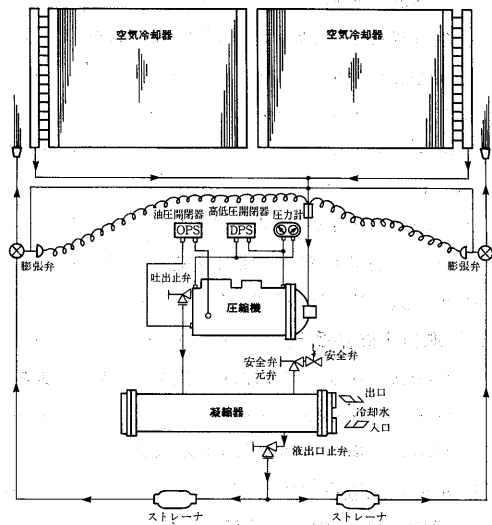 空気冷却器
空気冷却器
油圧開閉器
高低圧開閉器
圧力計
OPS
DPS
膨張弁
膨張弁
吐出止弁
圧縮機
安全弁
安全弁
元弁
凝縮器
出口
冷却水
入口
液出口止弁
ストレーナ
ストレーナ